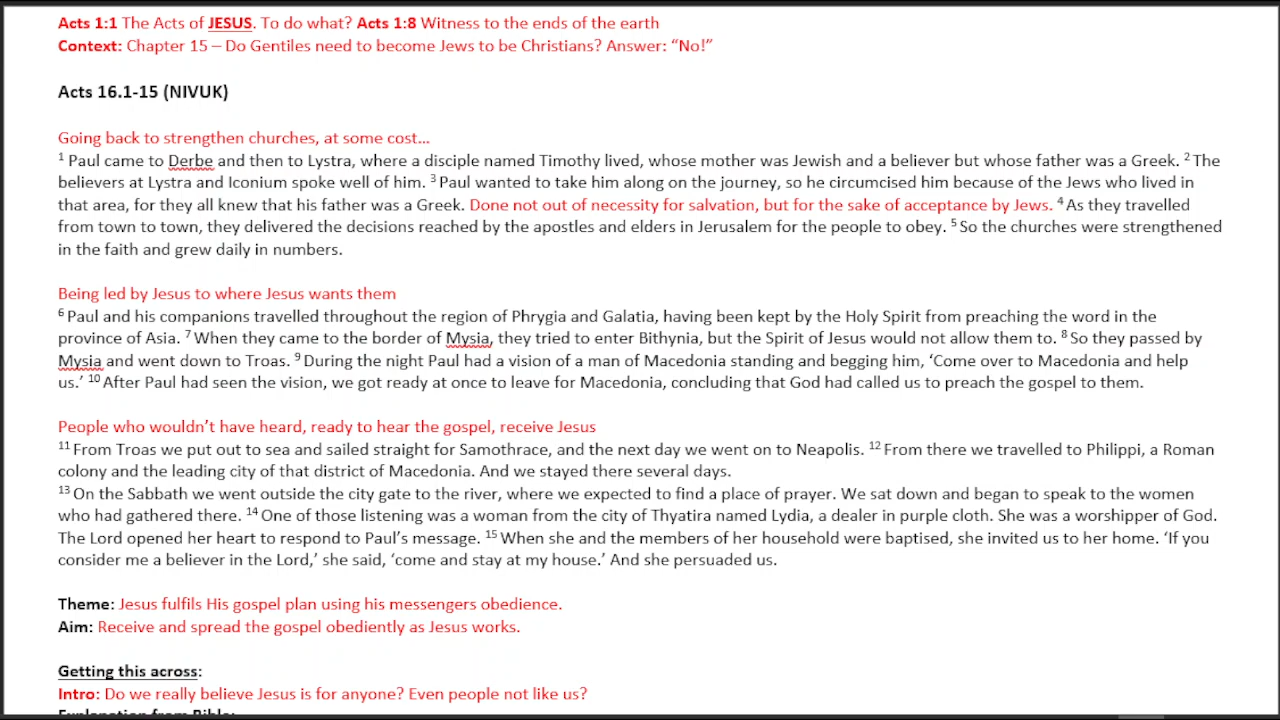 Acts 1:1 The Acts of JESUS. To do what? Acts 1:8 Witness to the ends of the earth
Context: Chapter 15 – Do Gentiles need to become Jews to be Christians? Answer: “No!”
Acts 16.1-15 (NIVUK)
Going back to strengthen churches, at some cost…
1 Paul came to Derbe and then to Lystra, where a disciple named Timothy lived, whose mother was Jewish and a believer but whose father was a Greek. 2 The
believers at Lystra and Iconium spoke well of him. 3 Paul wanted to take him along on the journey, so he circumcised him because of the Jews who lived in
that area, for they all knew that his father was a Greek. Done not out of necessity for salvation, but for the sake of acceptance by Jews. 4 As they travelled
from town to town, they delivered the decisions reached by the apostles and elders in Jerusalem for the people to obey. 5 So the churches were strengthened
in the faith and grew daily in numbers.
Being led by Jesus to where Jesus wants them
6 Paul and his companions travelled throughout the region of Phrygia and Galatia, having been kept by the Holy Spirit from preaching the word in the
province of Asia. 7 When they came to the border of Mysia, they tried to enter Bithynia, but the Spirit of Jesus would not allow them to. 8 So they passed by
Mysia and went down to Troas. 9 During the night Paul had a vision of a man of Macedonia standing and begging him, ‘Come over to Macedonia and help
us.’ 10 After Paul had seen the vision, we got ready at once to leave for Macedonia, concluding that God had called us to preach the gospel to them.
People who wouldn’t have heard, ready to hear the gospel, receive Jesus
11 From Troas we put out to sea and sailed straight for Samothrace, and the next day we went on to Neapolis. 12 From there we travelled to Philippi, a Roman
colony and the leading city of that district of Macedonia. And we stayed there several days.
13 On the Sabbath we went outside the city gate to the river, where we expected to find a place of prayer. We sat down and began to speak to the women
who had gathered there. 14 One of those listening was a woman from the city of Thyatira named Lydia, a dealer in purple cloth. She was a worshipper of God.
The Lord opened her heart to respond to Paul’s message. 15 When she and the members of her household were baptised, she invited us to her home. ‘If you
consider me a believer in the Lord,’ she said, ‘come and stay at my house.’ And she persuaded us.
Theme: Jesus fulfils His gospel plan using his messengers obedience.
Aim: Receive and spread the gospel obediently as Jesus works.
Getting this across:
Intro: Do we really believe Jesus is for anyone? Even people not like us?
Explanation from Bible: